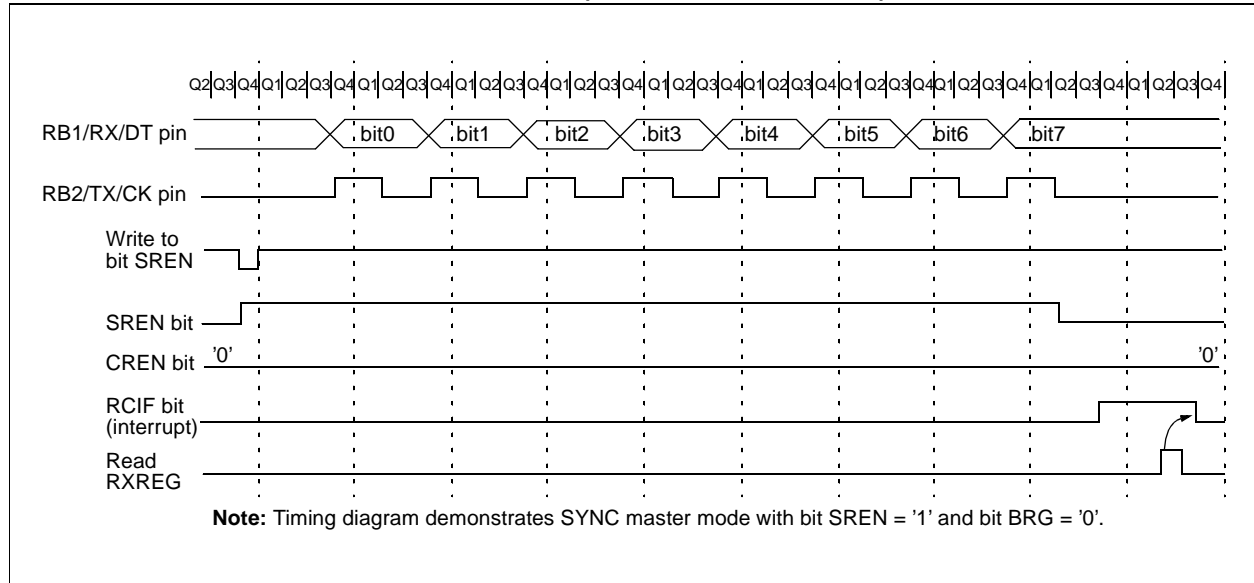 Q2|Q3|Q4|Q1|Q2|Q3|Q4|Q1|Q2|Q3|Q4|Q1|Q2|Q3|Q4|Q1|Q2|Q3|Q4|Q1|Q2|Q3|Q4|Q1|Q2|Q3|Q4|Q1|Q2|Q3|Q4|Q1|Q2|Q3|Q4|Q1|Q2|Q3|Q4|Q1|Q2|Q3|Q4|
RB1/RX/DT pin bit0 bit1 bit2 bit3 bit4 bit5 bit6 bit7
RB2/TX/CK pin
Write to
bit SREN
SREN bit
CREN bit '0' '0'
RCIF bit
(interrupt)
Read
RXREG
Note: Timing diagram demonstrates SYNC master mode with bit SREN = '1' and bit BRG = '0'.